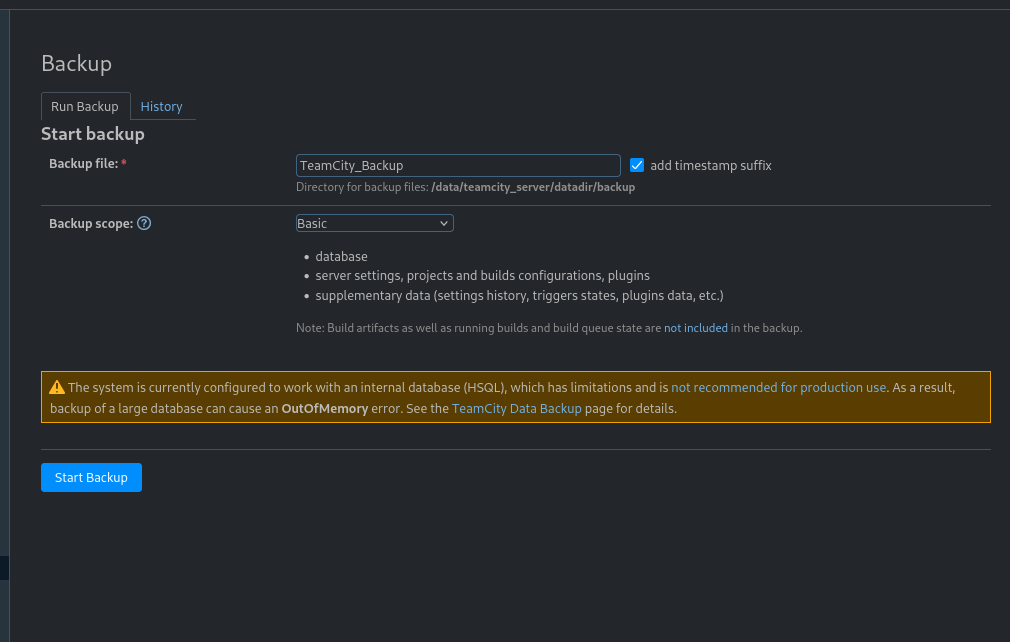 Backup
Run Backup
History
Start backup
Backup file: *
TeamCity_Backup
add timestamp suffix
Directory for backup files: /data/teamcity_server/datadir/backup
Backup scope: ?
Basic
• database
• server settings, projects and builds configurations, plugins
• supplementary data (settings history, triggers states, plugins data, etc.)
Note: Build artifacts as well as running builds and build queue state are not included in the backup.
The system is currently configured to work with an internal database (HSQL), which has limitations and is not recommended for production use. As a result,
backup of a large database can cause an OutOfMemory error. See the TeamCity Data Backup page for details.
Start Backup